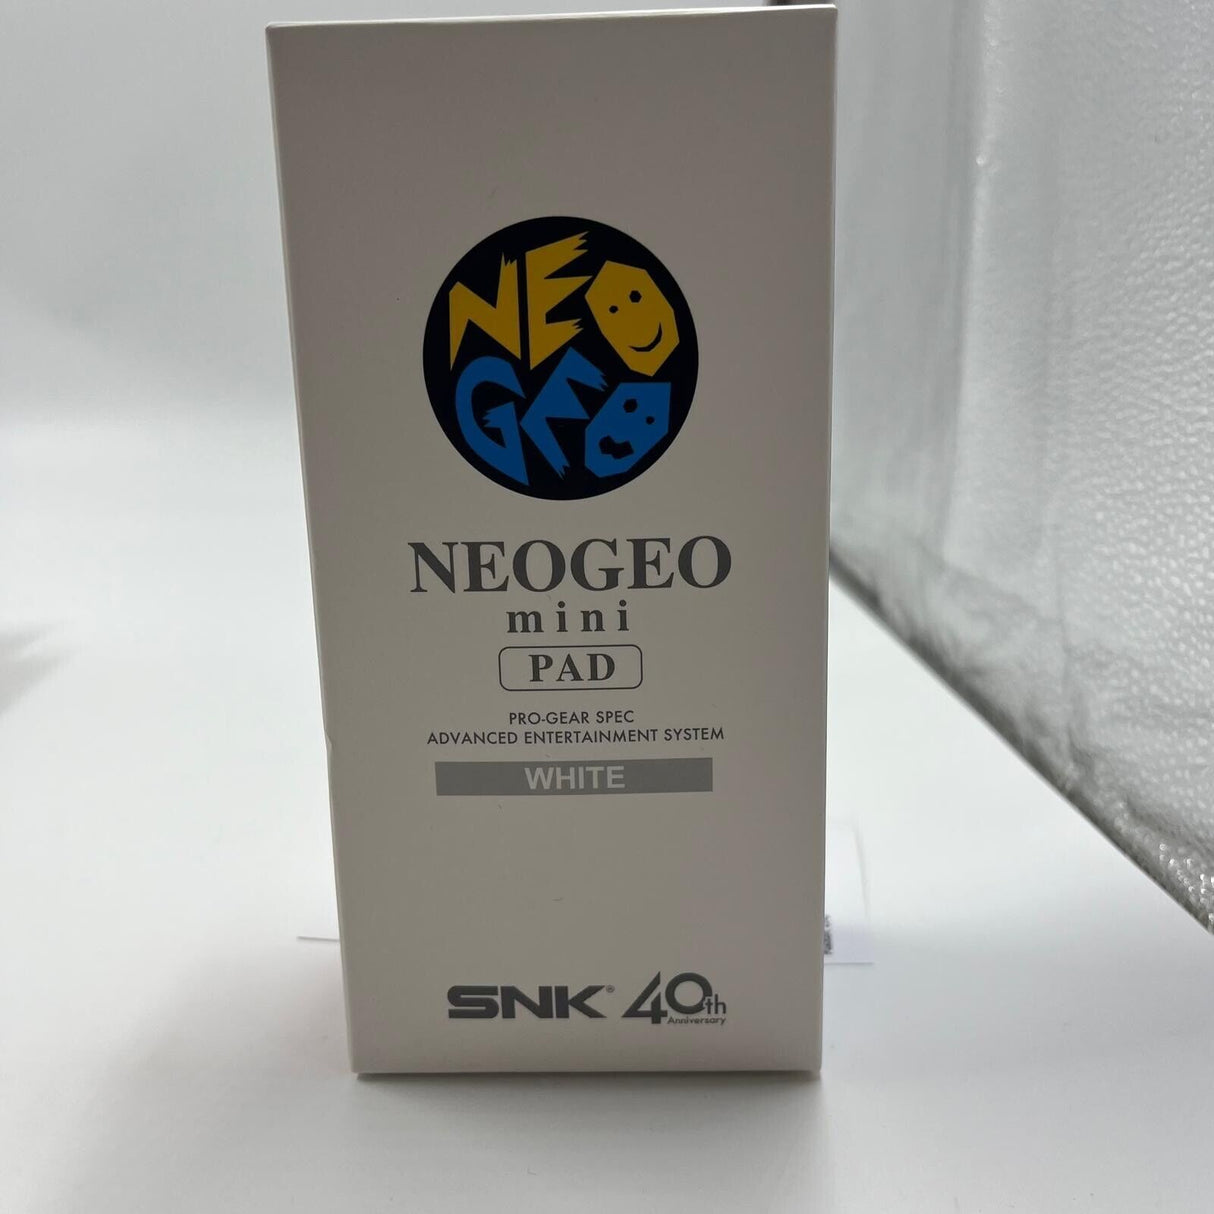 NEO
GEO
NEOGEO
mini
PAD
PRO-GEAR SPEC
ADVANCED ENTERTAINMENT SYSTEM
WHITE
SNK® 40th
Anniversary